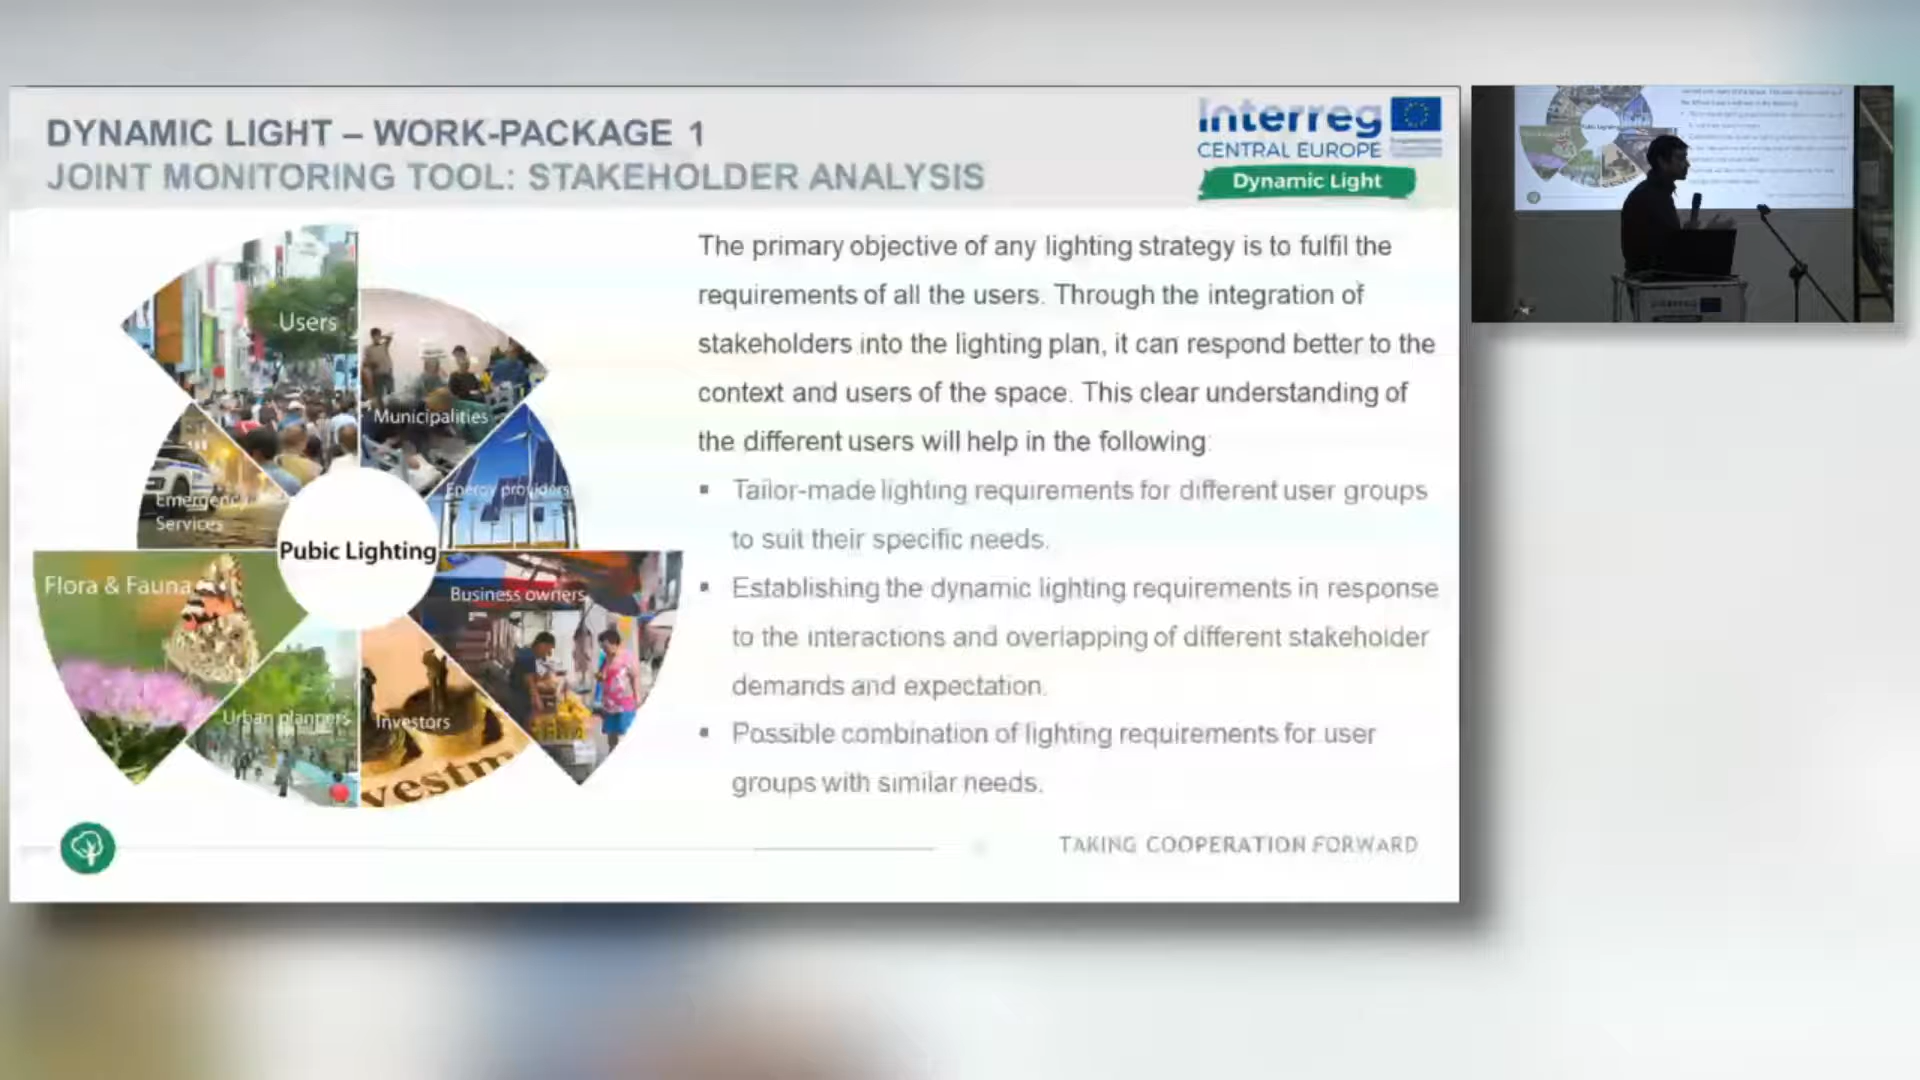 DYNAMIC LIGHT – WORK-PACKAGE 1
JOINT MONITORING TOOL: STAKEHOLDER ANALYSIS
Interreg
CENTRAL EUROPE
Dynamic Light
Users
Municipalities
Emergency
Services
Energy providers
Pubic Lighting
Flora & Fauna
Business owners
Urban planners
Investors
vestm
The primary objective of any lighting strategy is to fulfil the
requirements of all the users. Through the integration of
stakeholders into the lighting plan, it can respond better to the
context and users of the space. This clear understanding of
the different users will help in the following:
▪ Tailor-made lighting requirements for different user groups
to suit their specific needs.
▪ Establishing the dynamic lighting requirements in response
to the interactions and overlapping of different stakeholder
demands and expectation.
▪ Possible combination of lighting requirements for user
groups with similar needs.
TAKING COOPERATION FORWARD